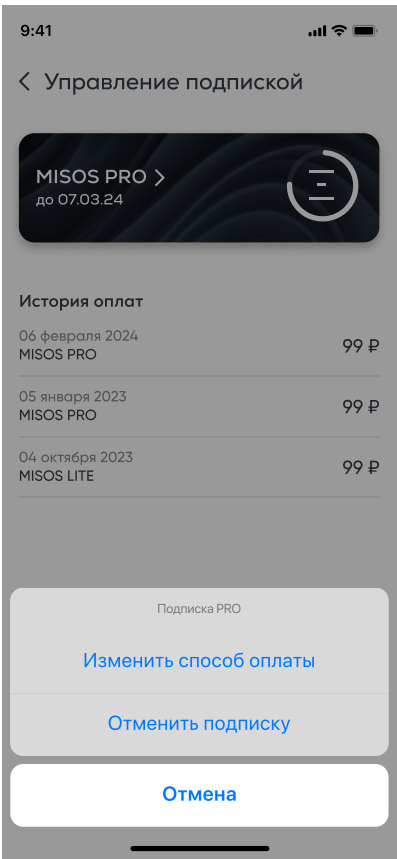 9:41
Управление подпиской
MISOS PRO
до 07.03.24
История оплат
06 февраля 2024
MISOS PRO
99 ₽
05 января 2023
MISOS PRO
99 ₽
04 октября 2023
MISOS LITE
99 ₽
Подписка PRO
Изменить способ оплаты
Отменить подписку
Отмена